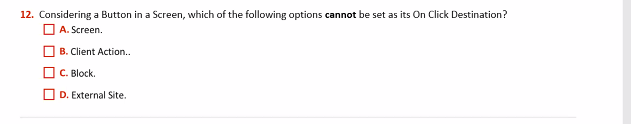 12. Considering a Button in a Screen, which of the following options cannot be set as its On Click Destination?
A. Screen.
B. Client Action..
C. Block.
D. External Site.